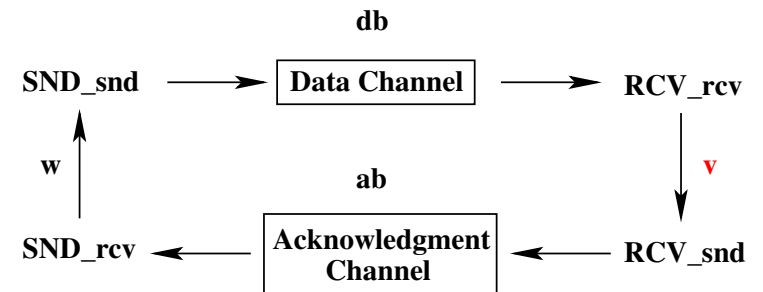 db
SND_snd
Data Channel
RCV_rcv
w
v
ab
SND_rcv
Acknowledgment
Channel
RCV_snd